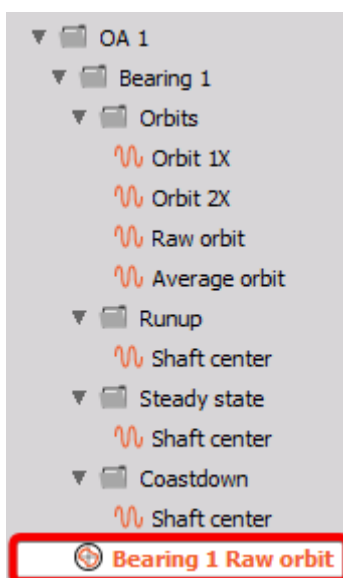 OA 1
Bearing 1
Orbits
Orbit 1X
Orbit 2X
Raw orbit
Average orbit
Runup
Shaft center
Steady state
Shaft center
Coastdown
Shaft center
Bearing 1 Raw orbit